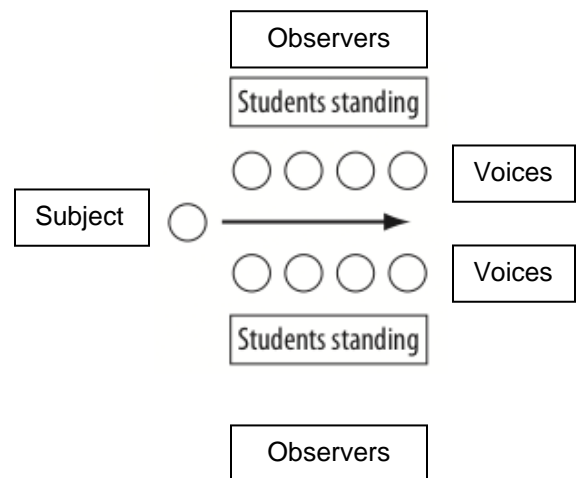 Observers
Students standing
Voices
Subject
Voices
Students standing
Observers